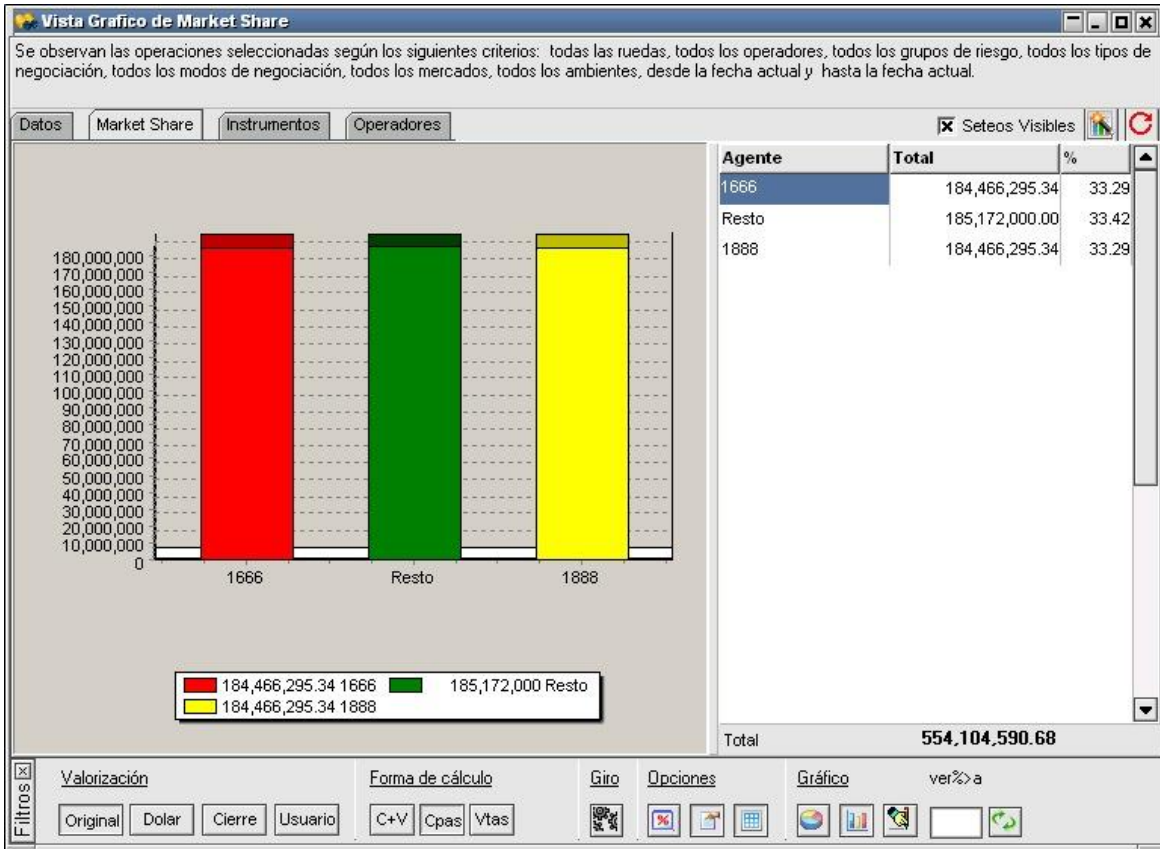 Vista Grafico de Market Share
Se observan las operaciones seleccionadas según los siguientes criterios: todas las ruedas, todos los operadores, todos los grupos de riesgo, todos los tipos de
negociación, todos los modos de negociación, todos los mercados, todos los ambientes, desde la fecha actual y hasta la fecha actual.
Datos Market Share Instrumentos Operadores Seteos Visibles
Agente Total %
1666 184,466,295.34 33.29
Resto 185,172,000.00 33.42
1888 184,466,295.34 33.29
180,000,000
170,000,000
160,000,000
150,000,000
140,000,000
130,000,000
120,000,000
110,000,000
100,000,000
90,000,000
80,000,000
70,000,000
60,000,000
50,000,000
40,000,000
30,000,000
20,000,000
10,000,000
0
1666 Resto 1888
184,466,295.34 1666 185,172,000 Resto
184,466,295.34 1888
Total 554,104,590.68
Filtros
Valorización Forma de cálculo Giro Opciones Gráfico ver%>a
Original Dolar Cierre Usuario C+V Cpas Vtas